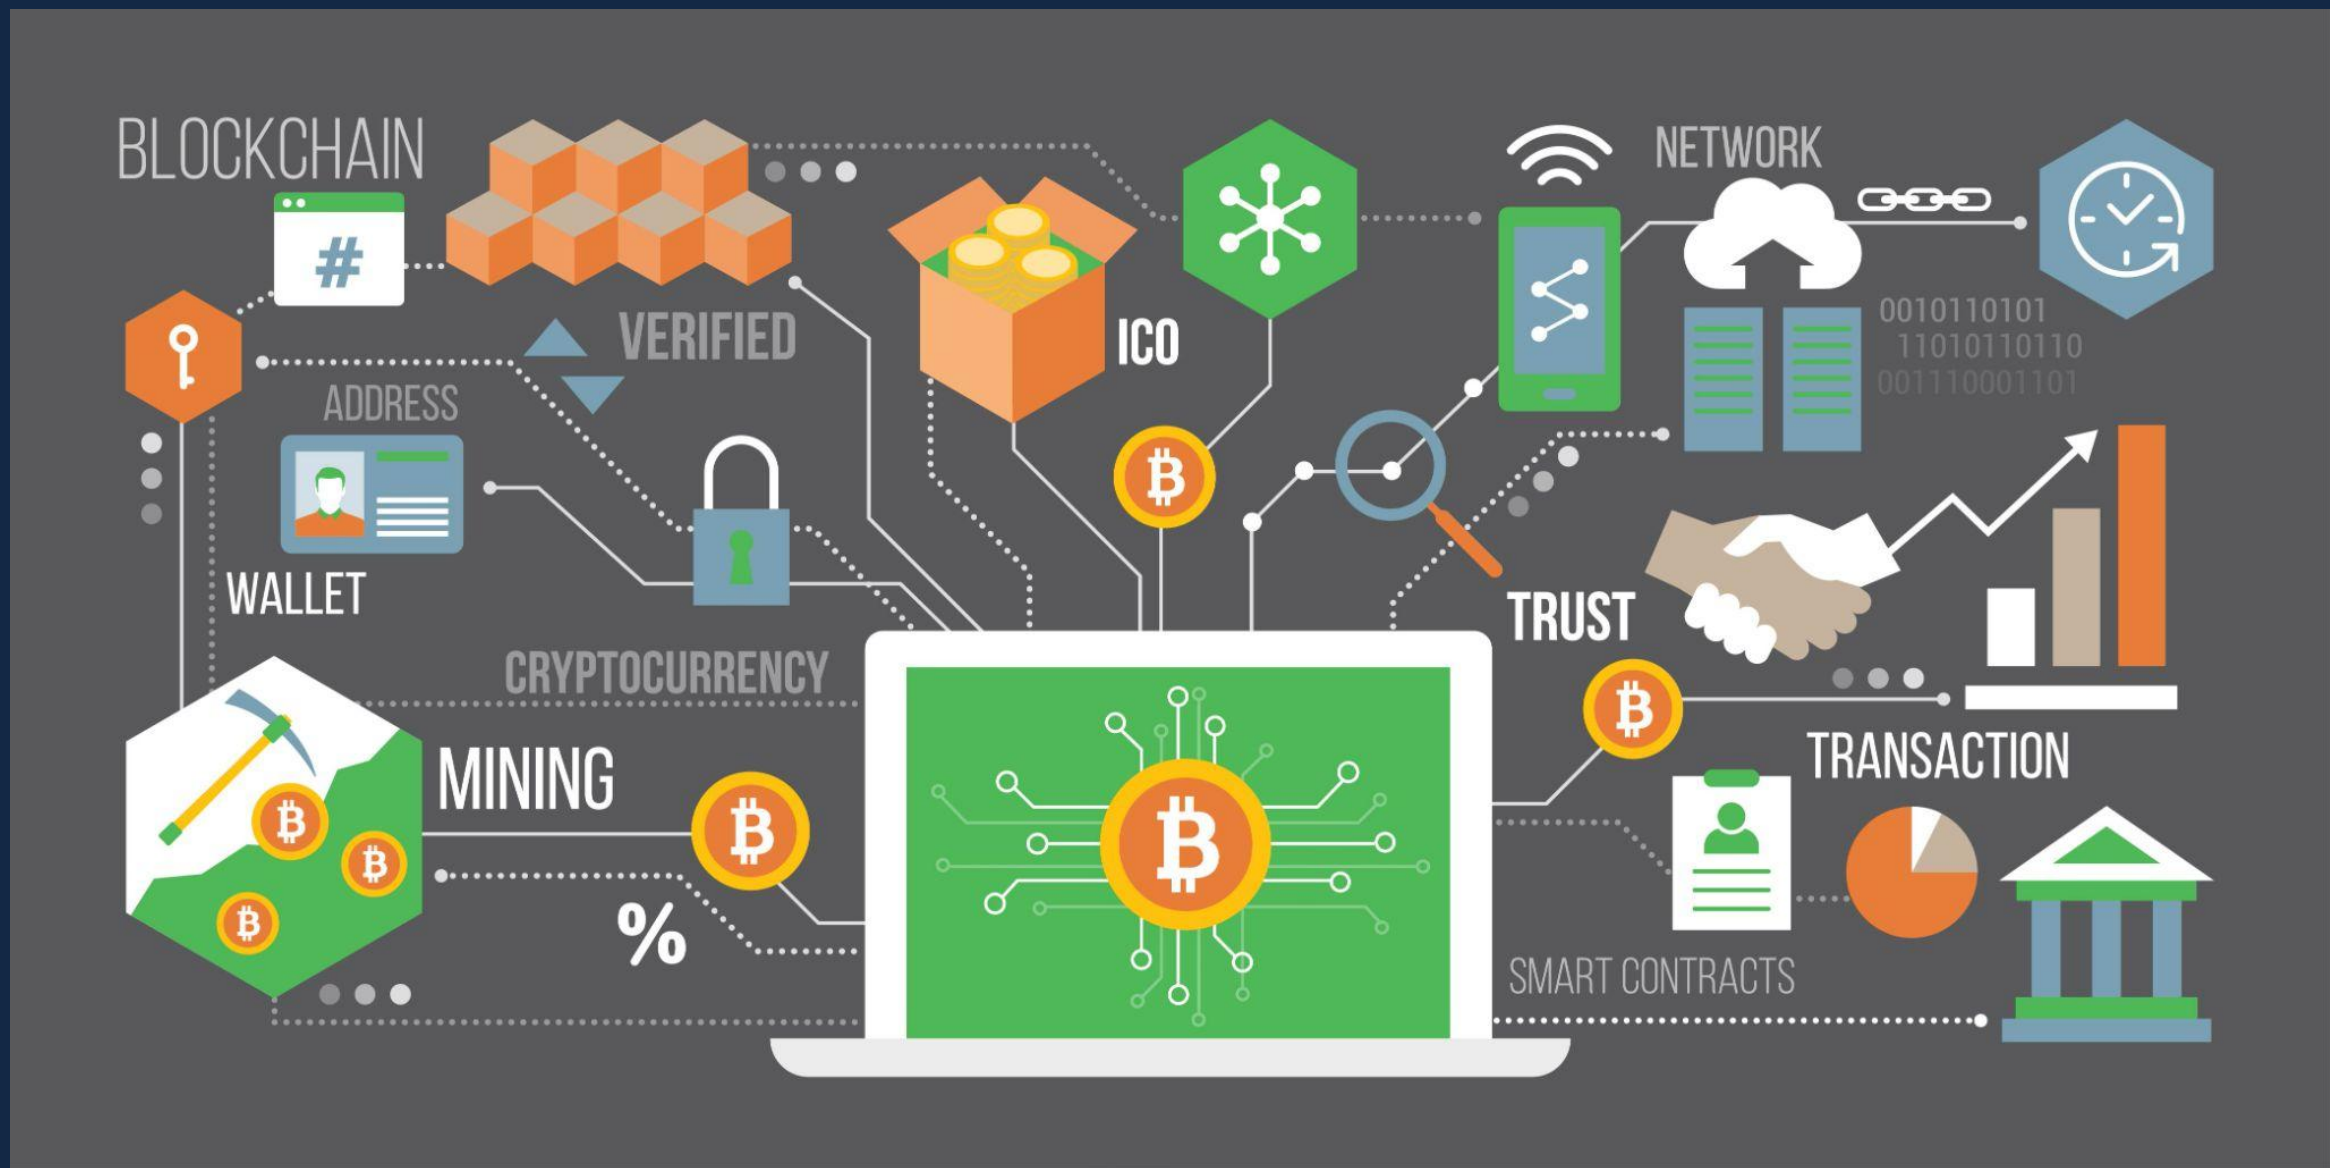 BLOCKCHAIN
#
NETWORK
0010110101
11010110110
001110001101
VERIFIED
ICO
ADDRESS
WALLET
TRUST
CRYPTOCURRENCY
MINING
TRANSACTION
%
SMART CONTRACTS